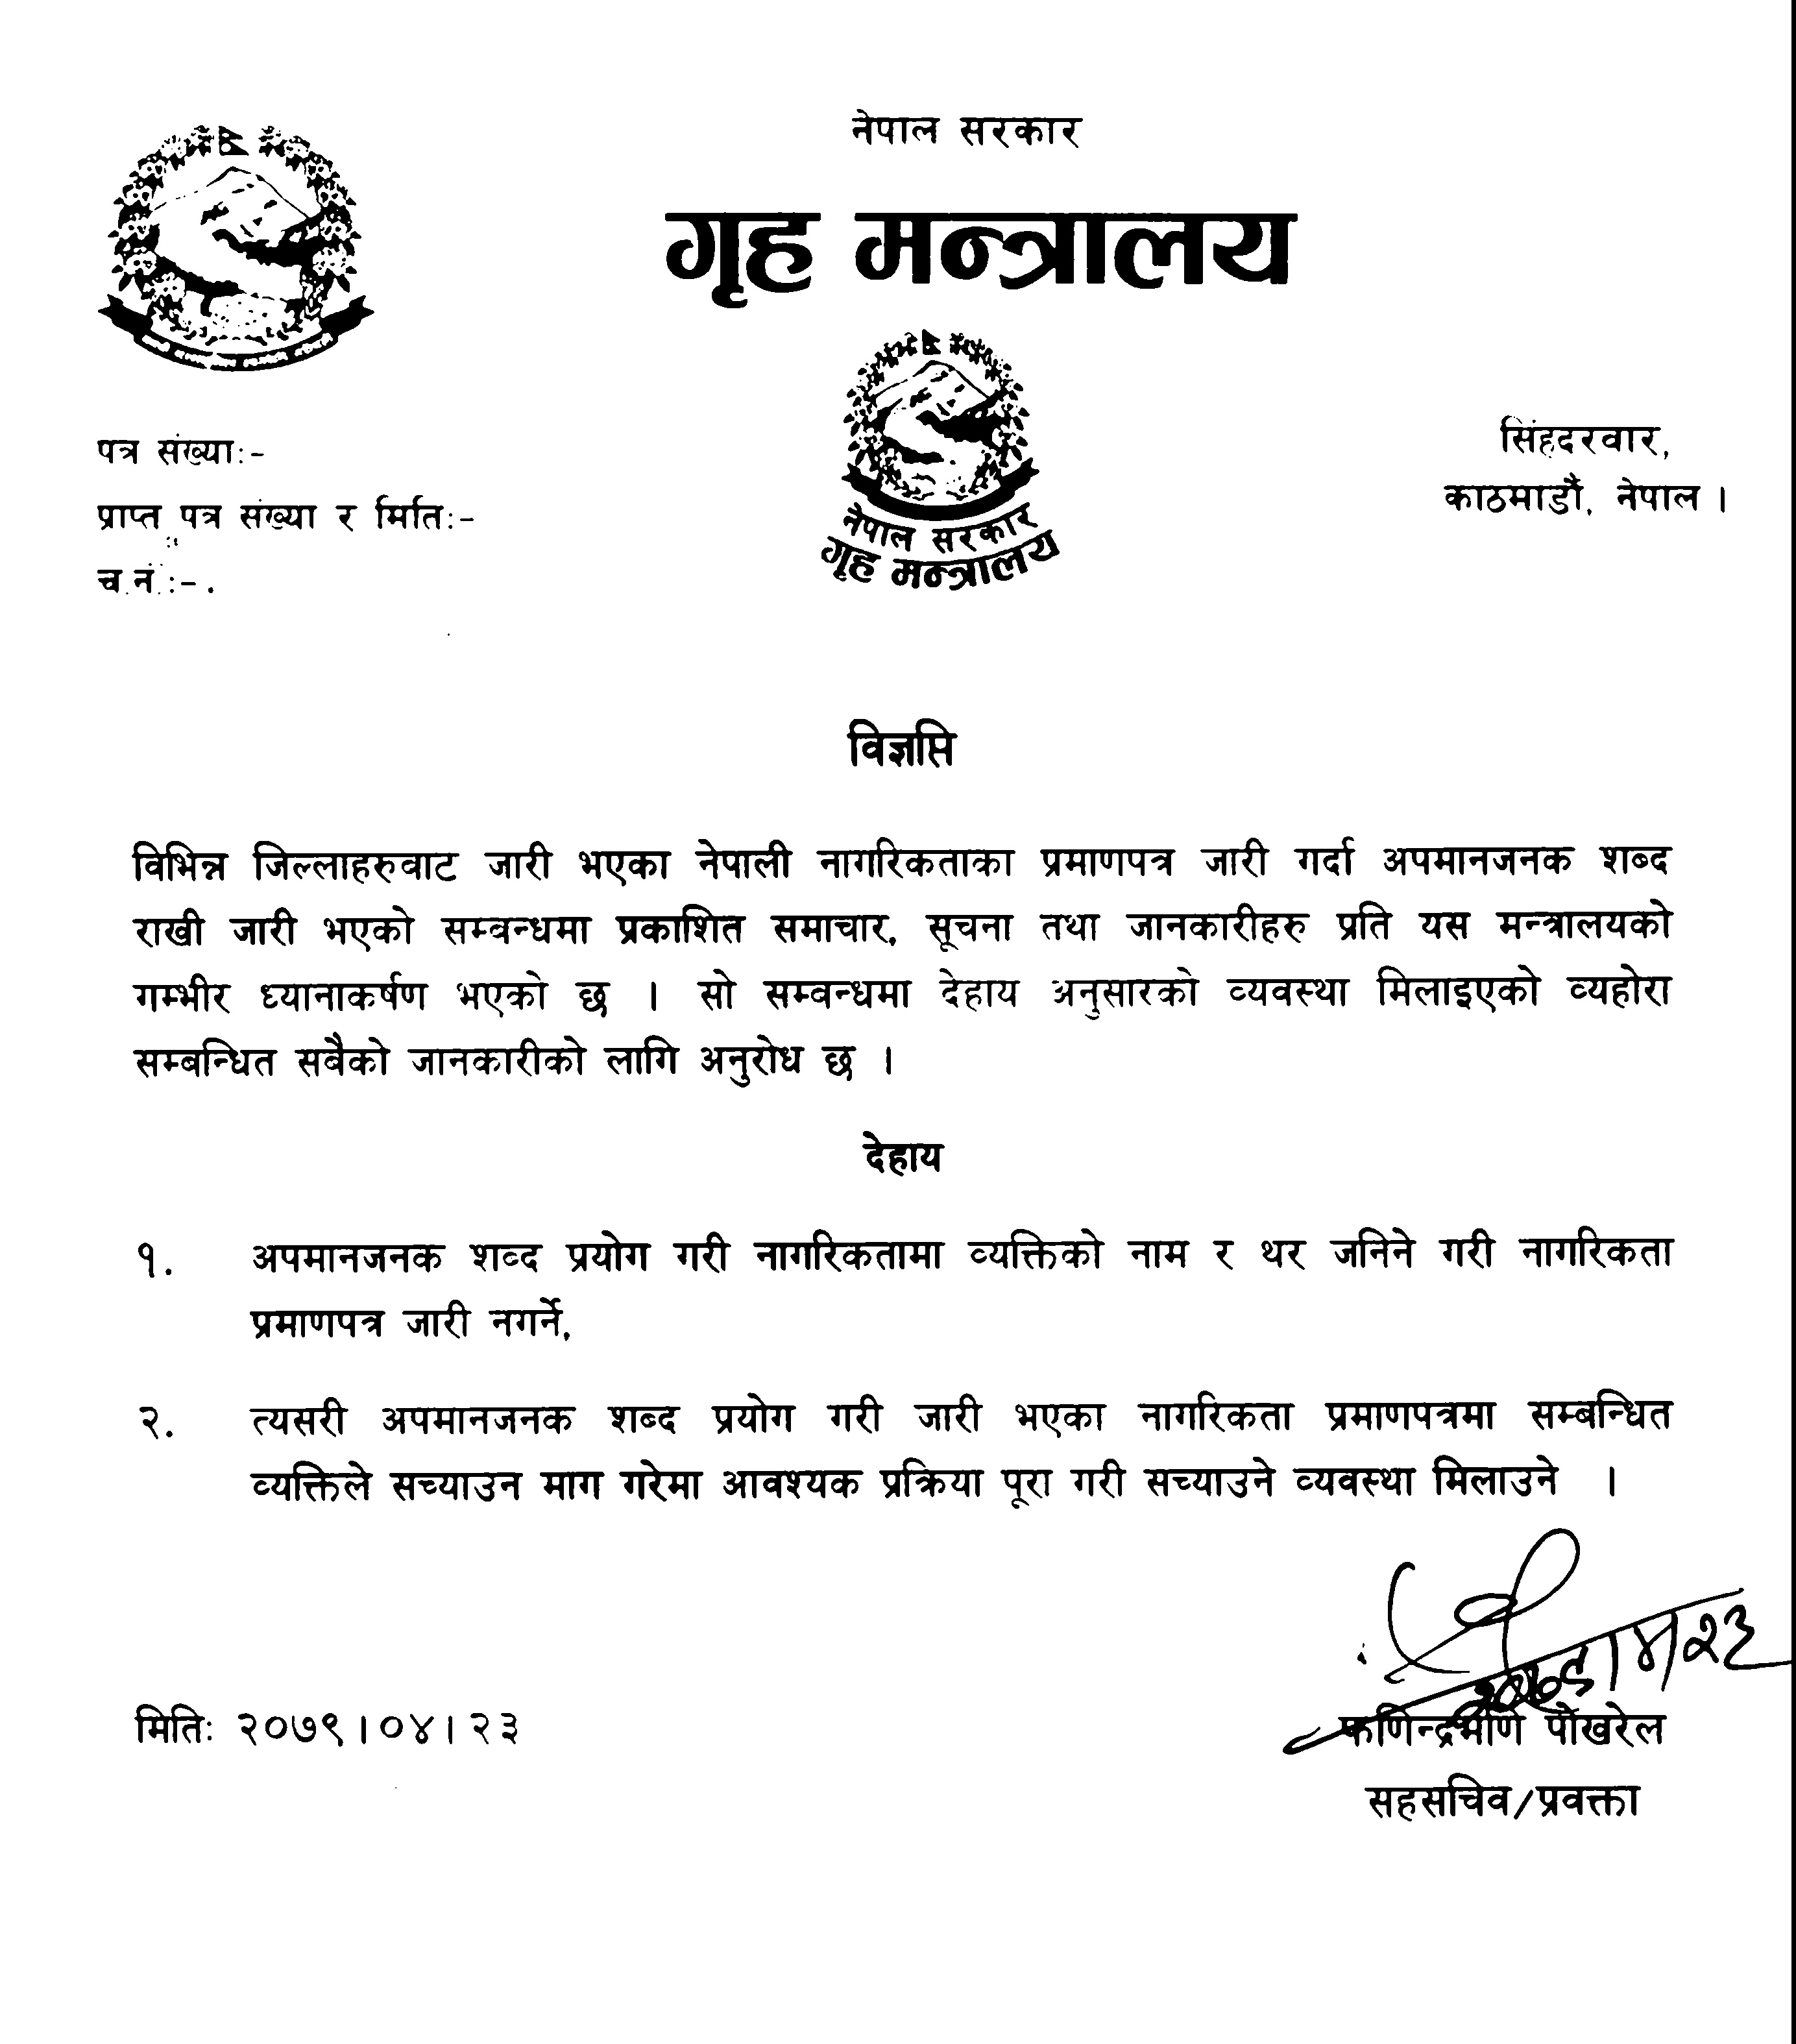 नेपाल सरकार
गृह मन्त्रालय
नेपाल सरकार
गृह मन्त्रालय
पत्र संख्याः-
प्राप्त पत्र संख्या र मितिः-
च.नं.:-.
सिंहदरवार,
काठमाडौं, नेपाल ।
विज्ञप्ति
विभिन्न जिल्लाहरुवाट जारी भएका नेपाली नागरिकताका प्रमाणपत्र जारी गर्दा अपमानजनक शब्द
राखी जारी भएको सम्वन्धमा प्रकाशित समाचार, सूचना तथा जानकारीहरु प्रति यस मन्त्रालयको
गम्भीर ध्यानाकर्षण भएको छ । सो सम्वन्धमा देहाय अनुसारको व्यवस्था मिलाइएको व्यहोरा
सम्बन्धित सबैको जानकारीको लागि अनुरोध छ ।
देहाय
१. अपमानजनक शब्द प्रयोग गरी नागरिकतामा व्यक्तिको नाम र थर जनिने गरी नागरिकता
प्रमाणपत्र जारी नगर्ने,
२. त्यसरी अपमानजनक शब्द प्रयोग गरी जारी भएका नागरिकता प्रमाणपत्रमा सम्बन्धित
व्यक्तिले सच्याउन माग गरेमा आवश्यक प्रक्रिया पूरा गरी सच्याउने व्यवस्था मिलाउने ।
२०७९।४।२३
मितिः २०७९।०४।२३
फणिन्द्रमणि पोखरेल
सहसचिव/प्रवक्ता